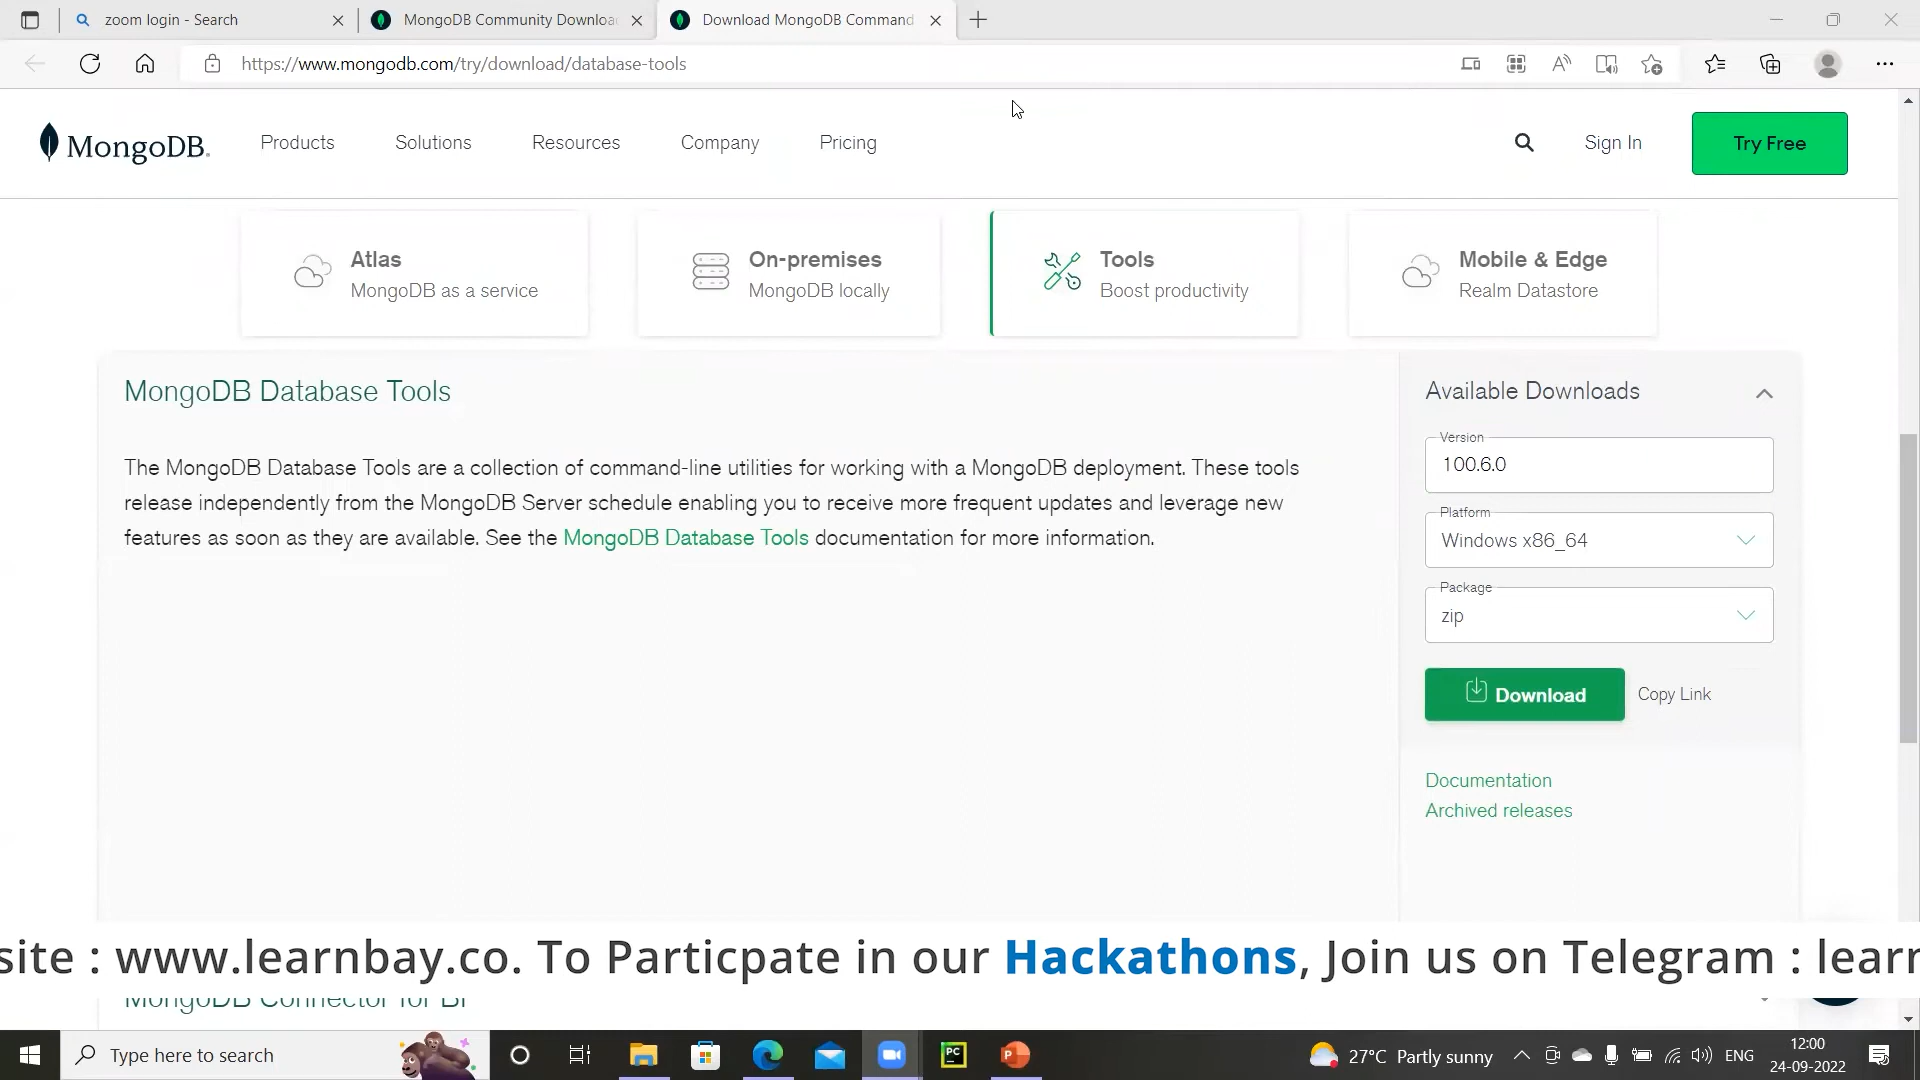 zoom login - Search
MongoDB Community Downloa
Download MongoDB Command
https://www.mongodb.com/try/download/database-tools
MongoDB.
Products
Solutions
Resources
Company
Pricing
Sign In
Try Free
Atlas
MongoDB as a service
On-premises
MongoDB locally
Tools
Boost productivity
Mobile & Edge
Realm Datastore
MongoDB Database Tools
The MongoDB Database Tools are a collection of command-line utilities for working with a MongoDB deployment. These tools
release independently from the MongoDB Server schedule enabling you to receive more frequent updates and leverage new
features as soon as they are available. See the MongoDB Database Tools documentation for more information.
Available Downloads
Version
100.6.0
Platform
Windows x86_64
Package
zip
Download
Copy Link
Documentation
Archived releases
site : www.learnbay.co. To Particpate in our Hackathons, Join us on Telegram : learn
MongoDB Connector for BI
Type here to search
PC
P
27°C Partly sunny
ENG
12:00
24-09-2022